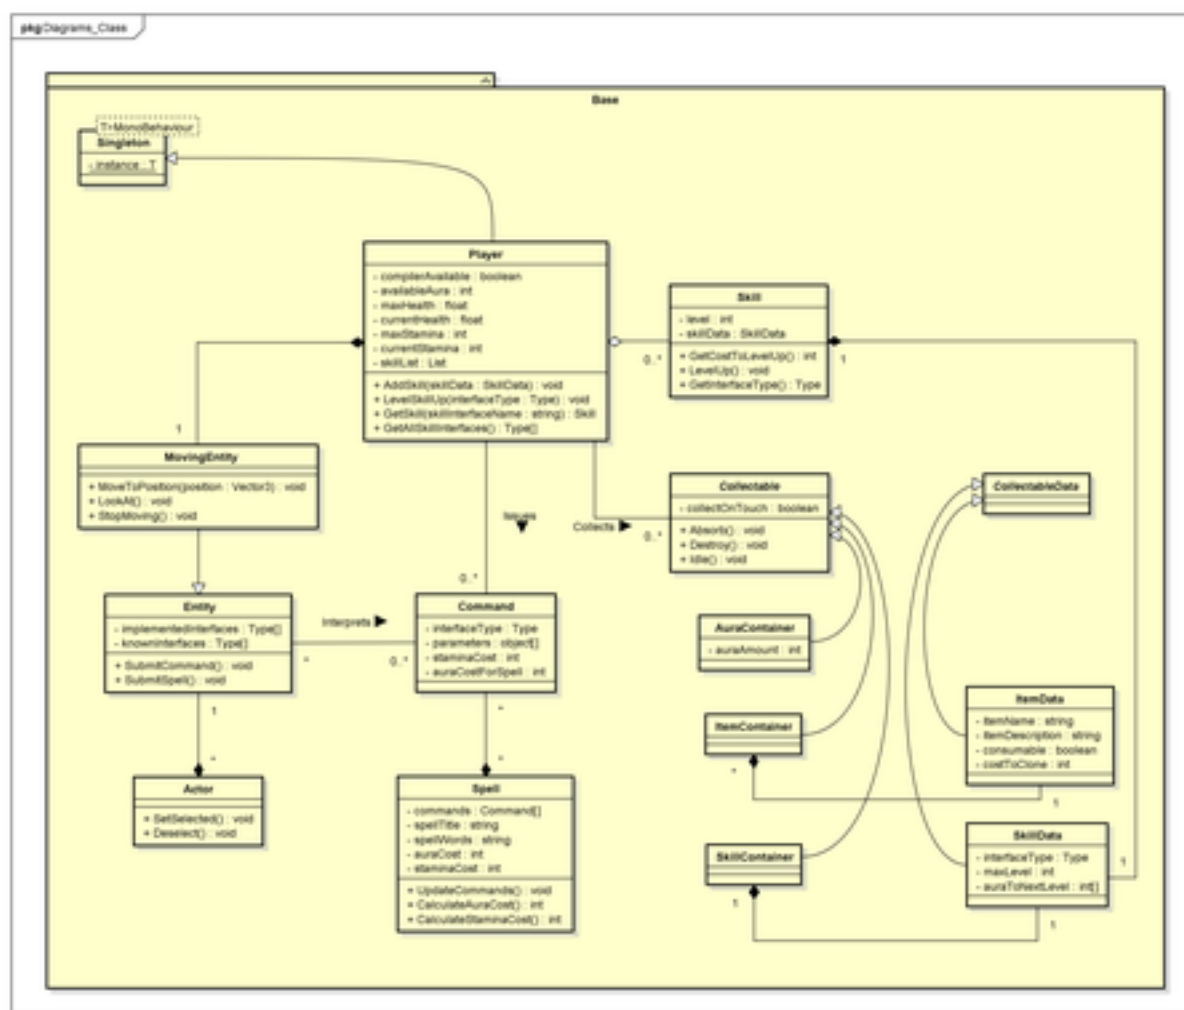 pkg Diagrams_Class
Base
T>MonoBehaviour
Singleton
- instance : T
Player
- compilerAvailable : boolean
- availableAura : int
- maxHealth : float
- currentHealth : float
- maxStamina : int
- currentStamina : int
- skillList : List
+ AddSkill(skillData : SkillData) : void
+ LevelSkillUp(interfaceType : Type) : void
+ GetSkill(skillInterfaceName : string) : Skill
+ GetAllSkillInterfaces() : Type[]
Skill
- level : int
- skillData : SkillData
+ GetCostToLevelUp() : int
+ LevelUp() : void
+ GetInterfaceType() : Type
0..*
1
1
MovingEntity
+ MoveToPosition(position : Vector3) : void
+ LookAt() : void
+ StopMoving() : void
Issues
Collects
0..*
0..*
Collectable
- collectOnTouch : boolean
+ Absorb() : void
+ Destroy() : void
+ Idle() : void
CollectableData
Entity
- implementedInterfaces : Type[]
- knownInterfaces : Type[]
+ SubmitCommand() : void
+ SubmitSpell() : void
Interprets
*
0..*
Command
- interfaceType : Type
- parameters : object[]
- staminaCost : int
- auraCostForSpell : int
AuraContainer
- auraAmount : int
1
*
*
*
ItemContainer
*
ItemData
- itemName : string
- itemDescription : string
- consumable : boolean
- costToClone : int
1
Actor
+ SetSelected() : void
+ Deselect() : void
Spell
- commands : Command[]
- spellTitle : string
- spellWords : string
- auraCost : int
- staminaCost : int
+ UpdateCommands() : void
+ CalculateAuraCost() : int
+ CalculateStaminaCost() : int
SkillContainer
1
SkillData
- interfaceType : Type
- maxLevel : int
- auraToNextLevel : int[]
1
1